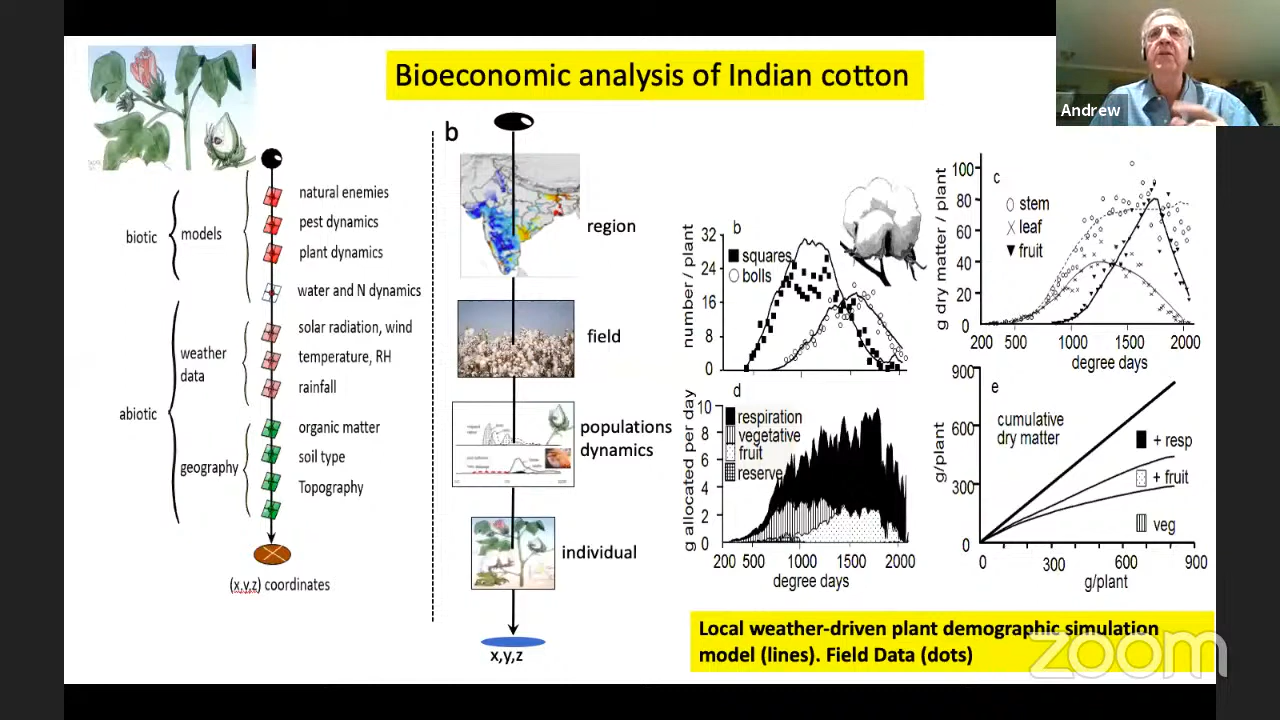 Bioeconomic analysis of Indian cotton
Andrew
natural enemies
pest dynamics
plant dynamics
water and N dynamics
solar radiation, wind
temperature, RH
rainfall
organic matter
soil type
Topography
biotic
models
abiotic
weather
data
geography
(x,y,z) coordinates
b
region
field
populations
dynamics
individual
x,y,z
b
squares
bolls
number / plant
32
24
16
8
0
c
stem
leaf
fruit
g dry matter / plant
100
80
60
40
20
0
200 500 1000 1500 2000
degree days
d
respiration
vegetative
fruit
reserve
g allocated per day
10
8
6
4
2
0
200 500 1000 1500 2000
degree days
e
cumulative
dry matter
+ resp
+ fruit
veg
g/plant
900
600
300
0
0 300 600 900
g/plant
Local weather-driven plant demographic simulation
model (lines). Field Data (dots)
zoom